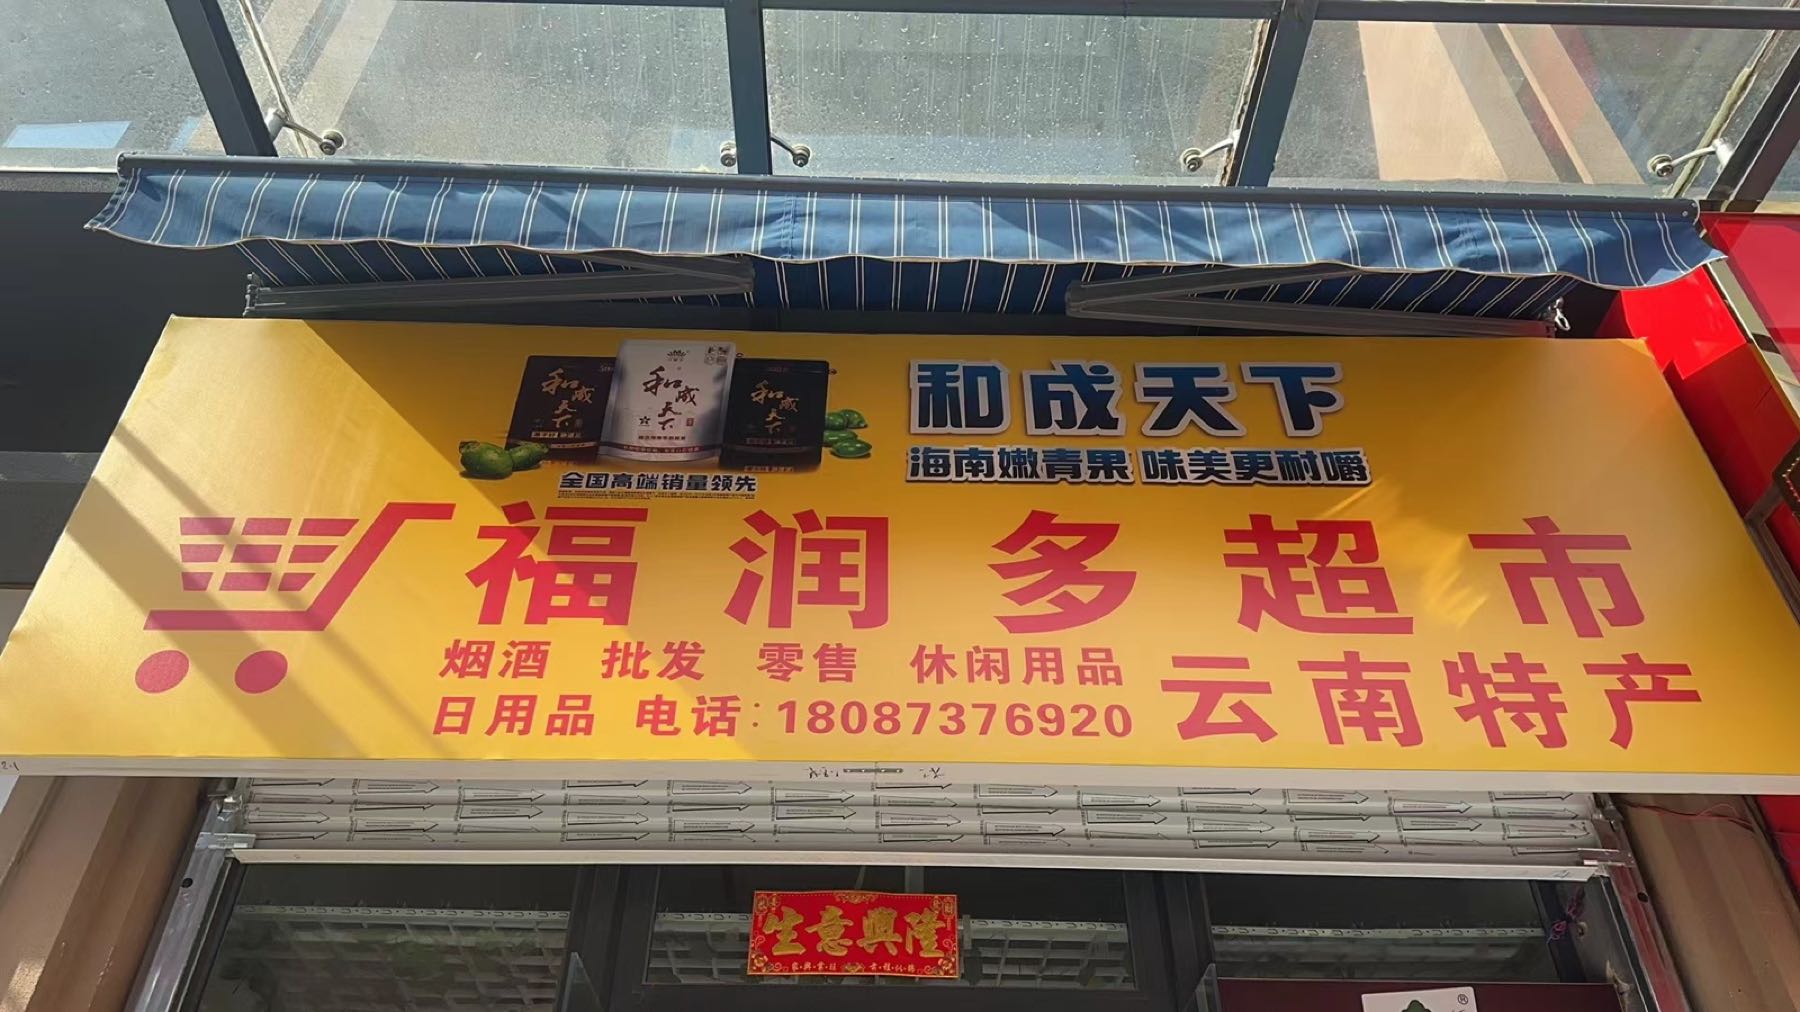 和成天下
和成天下
和成天下
和成天下
海南嫩青果 味美更耐嚼
全国高端销量领先
福润多超市
烟酒 批发 零售 休闲用品
日用品 电话:18087376920
云南特产
生意興隆
®